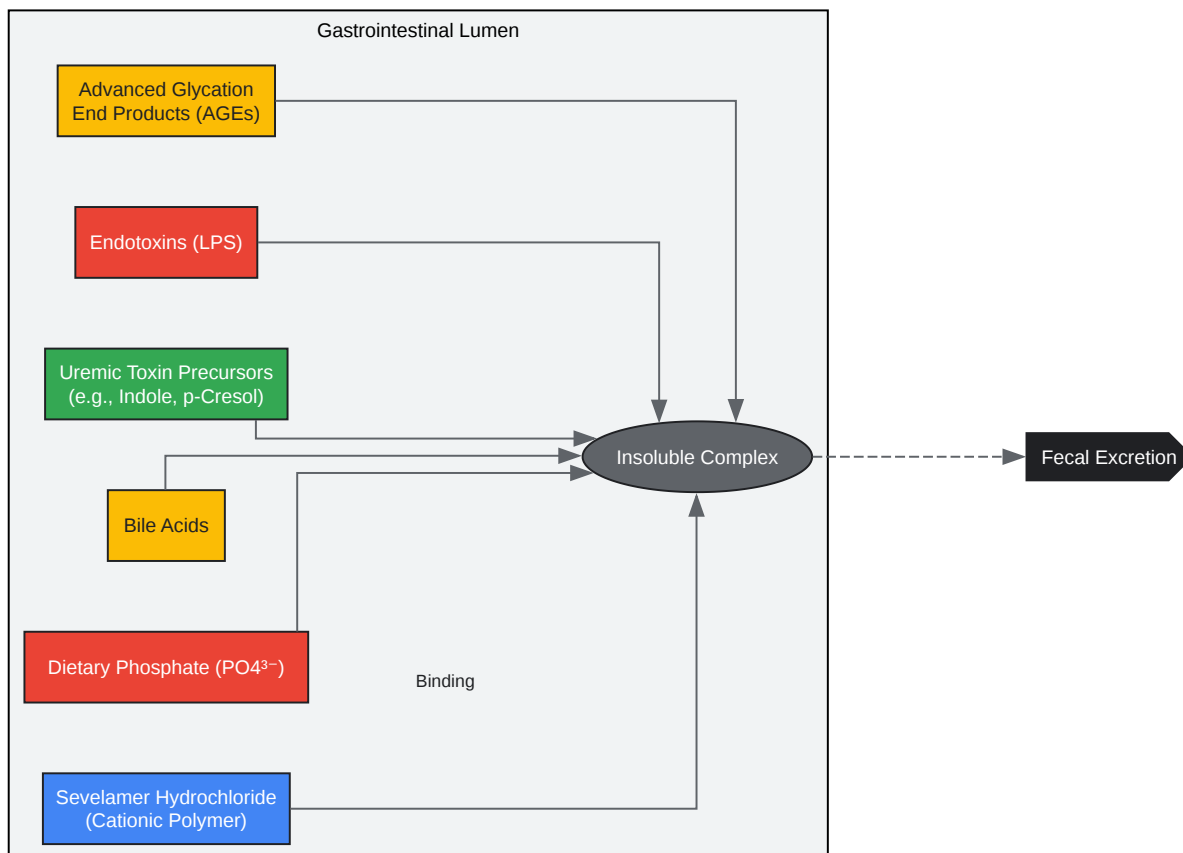 Gastrointestinal Lumen
Advanced Glycation
End Products (AGEs)
Endotoxins (LPS)
Uremic Toxin Precursors
(e.g., Indole, p-Cresol)
Insoluble Complex
Fecal Excretion
Bile Acids
Dietary Phosphate (PO4³⁻)
Binding
Sevelamer Hydrochloride
(Cationic Polymer)